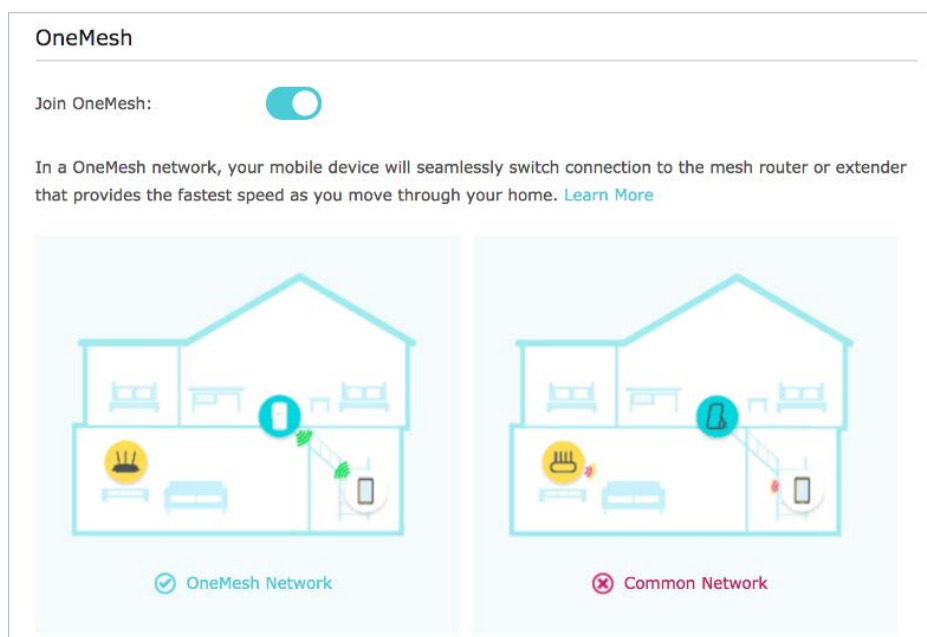 OneMesh
Join OneMesh:
In a OneMesh network, your mobile device will seamlessly switch connection to the mesh router or extender
that provides the fastest speed as you move through your home. Learn More
OneMesh Network
Common Network